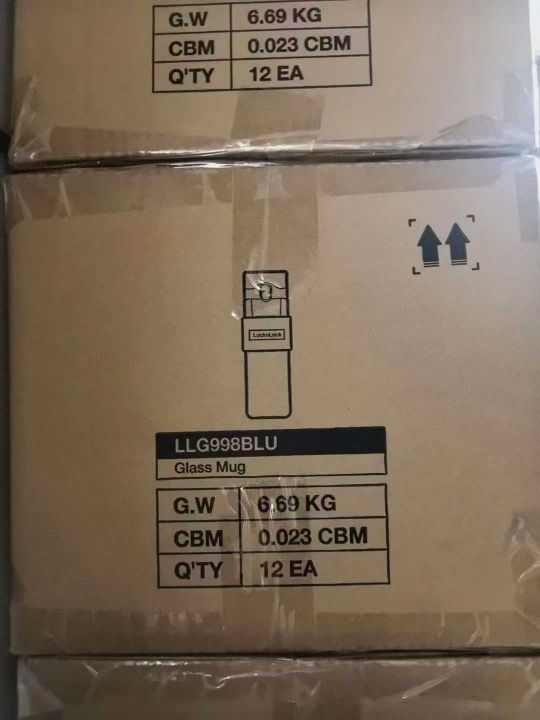 G.W 6.69 KG
CBM 0.023 CBM
Q'TY 12 EA
LocknLock
LLG998BLU
Glass Mug
G.W 6.69 KG
CBM 0.023 CBM
Q'TY 12 EA